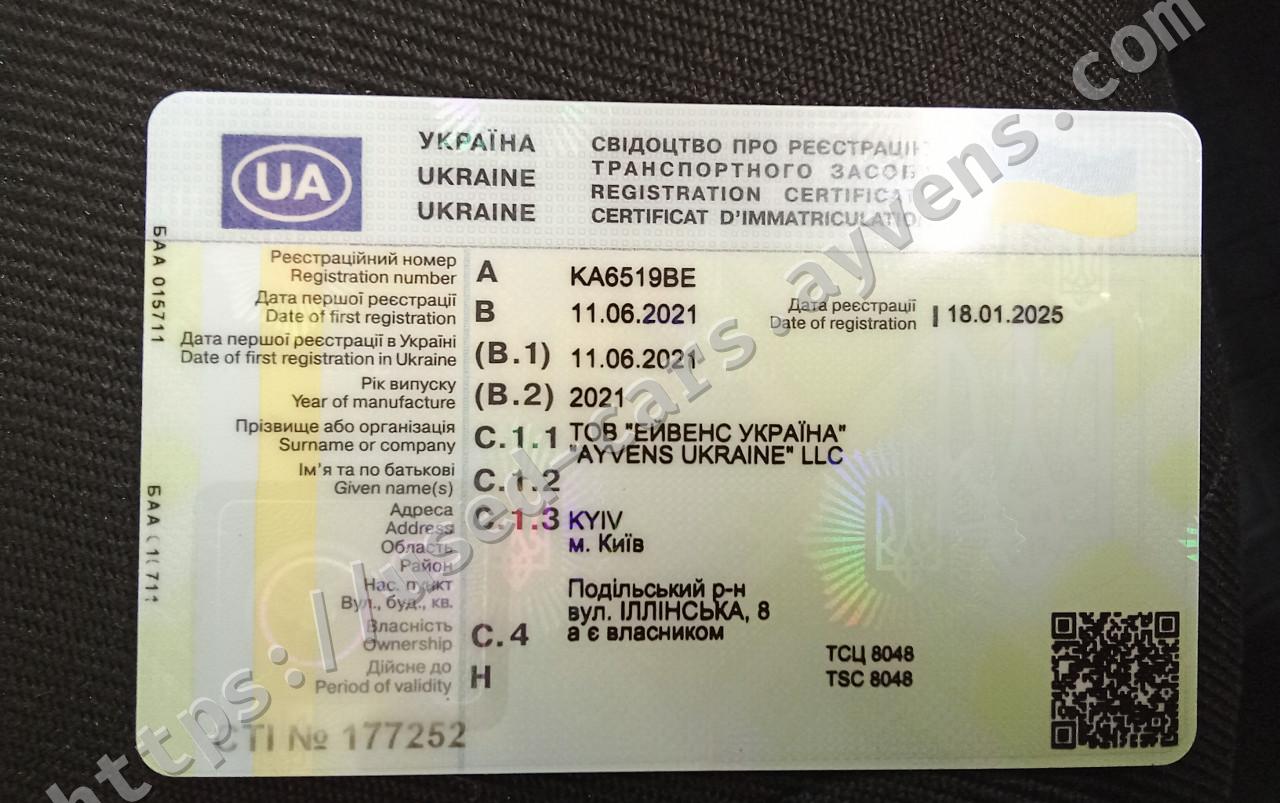 УКРАЇНА
UKRAINE
UKRAINE
СВІДОЦТВО ПРО РЕЄСТРАЦІЮ
ТРАНСПОРТНОГО ЗАСОБ
REGISTRATION CERTIFICAT
CERTIFICAT D'IMMATRICULATIO
UA
Реєстраційний номер
Registration number
A KA6519BE
Дата першої реєстрації
Date of first registration
B 11.06.2021
Дата реєстрації
Date of registration
18.01.2025
Дата першої реєстрації в Україні
Date of first registration in Ukraine
(B.1) 11.06.2021
Рік випуску
Year of manufacture
(B.2) 2021
Прізвище або організація
Surname or company
C.1.1 ТОВ "ЕЙВЕНС УКРАЇНА"
"AYVENS UKRAINE" LLC
Ім'я та по батькові
Given name(s)
C.1.2
Адреса
Address
C.1.3 KYIV
м. Київ
Область
Район
Нас. пункт
Вул., буд., кв.
Подільський р-н
вул. ІЛЛІНСЬКА, 8
Власність
Ownership
C.4 а є власником
Дійсне до
Period of validity
H
ТСЦ 8048
TSC 8048
СТІ № 177252
БАА 015711
БАА
https://used-cars.ayvens.com